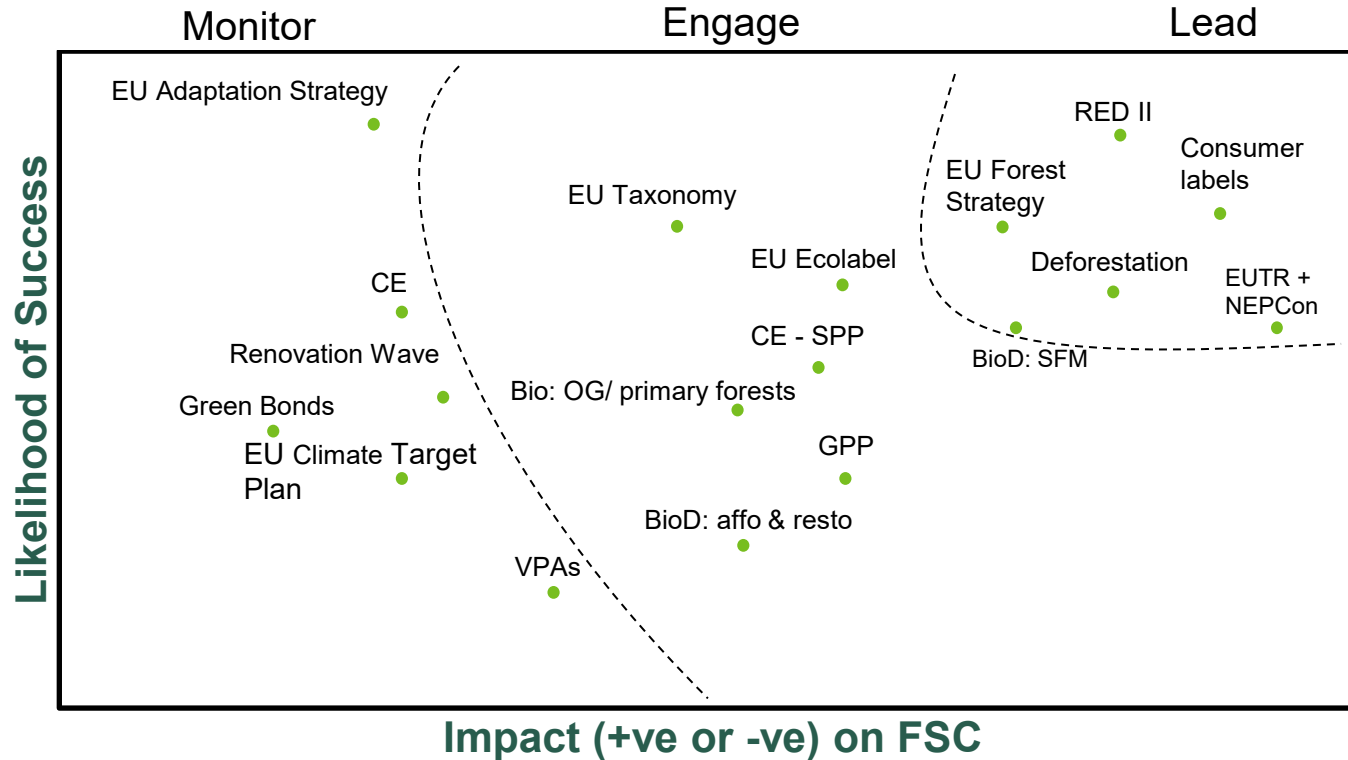 Monitor
Engage
Lead
EU Adaptation Strategy
RED II
Consumer
labels
EU Forest
Strategy
EU Taxonomy
EU Ecolabel
Deforestation
EUTR +
NEPCon
CE
CE - SPP
BioD: SFM
Renovation Wave
Bio: OG/ primary forests
Green Bonds
GPP
EU Climate Target
Plan
BioD: affo & resto
VPAs
Likelihood of Success
Impact (+ve or -ve) on FSC